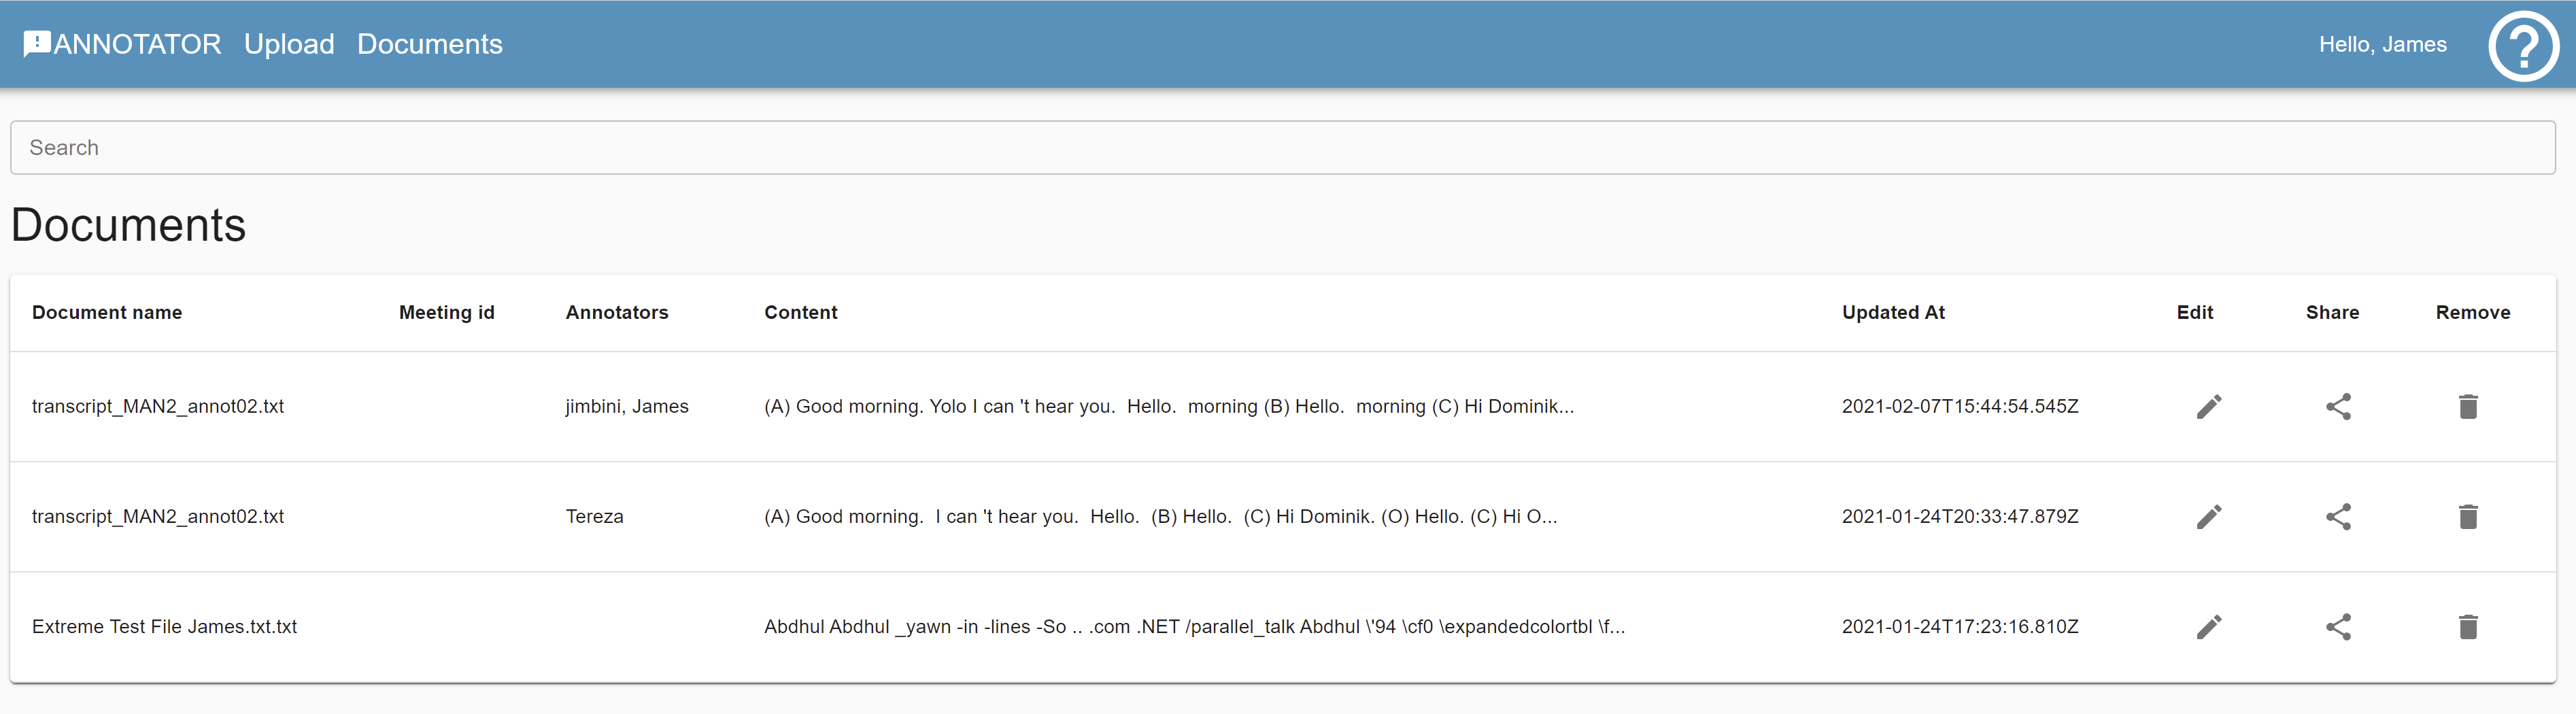 ANNOTATOR Upload Documents Hello, James
Search
Documents
Document name Meeting id Annotators Content Updated At Edit Share Remove
transcript_MAN2_annot02.txt jimbini, James (A) Good morning. Yolo I can 't hear you.  Hello.  morning (B) Hello.  morning (C) Hi Dominik... 2021-02-07T15:44:54.545Z
transcript_MAN2_annot02.txt Tereza (A) Good morning.  I can 't hear you.  Hello.  (B) Hello.  (C) Hi Dominik. (O) Hello. (C) Hi O... 2021-01-24T20:33:47.879Z
Extreme Test File James.txt.txt Abdhul Abdhul _yawn -in -lines -So .. .com .NET /parallel_talk Abdhul \'94 \cf0 \expandedcolortbl \f... 2021-01-24T17:23:16.810Z